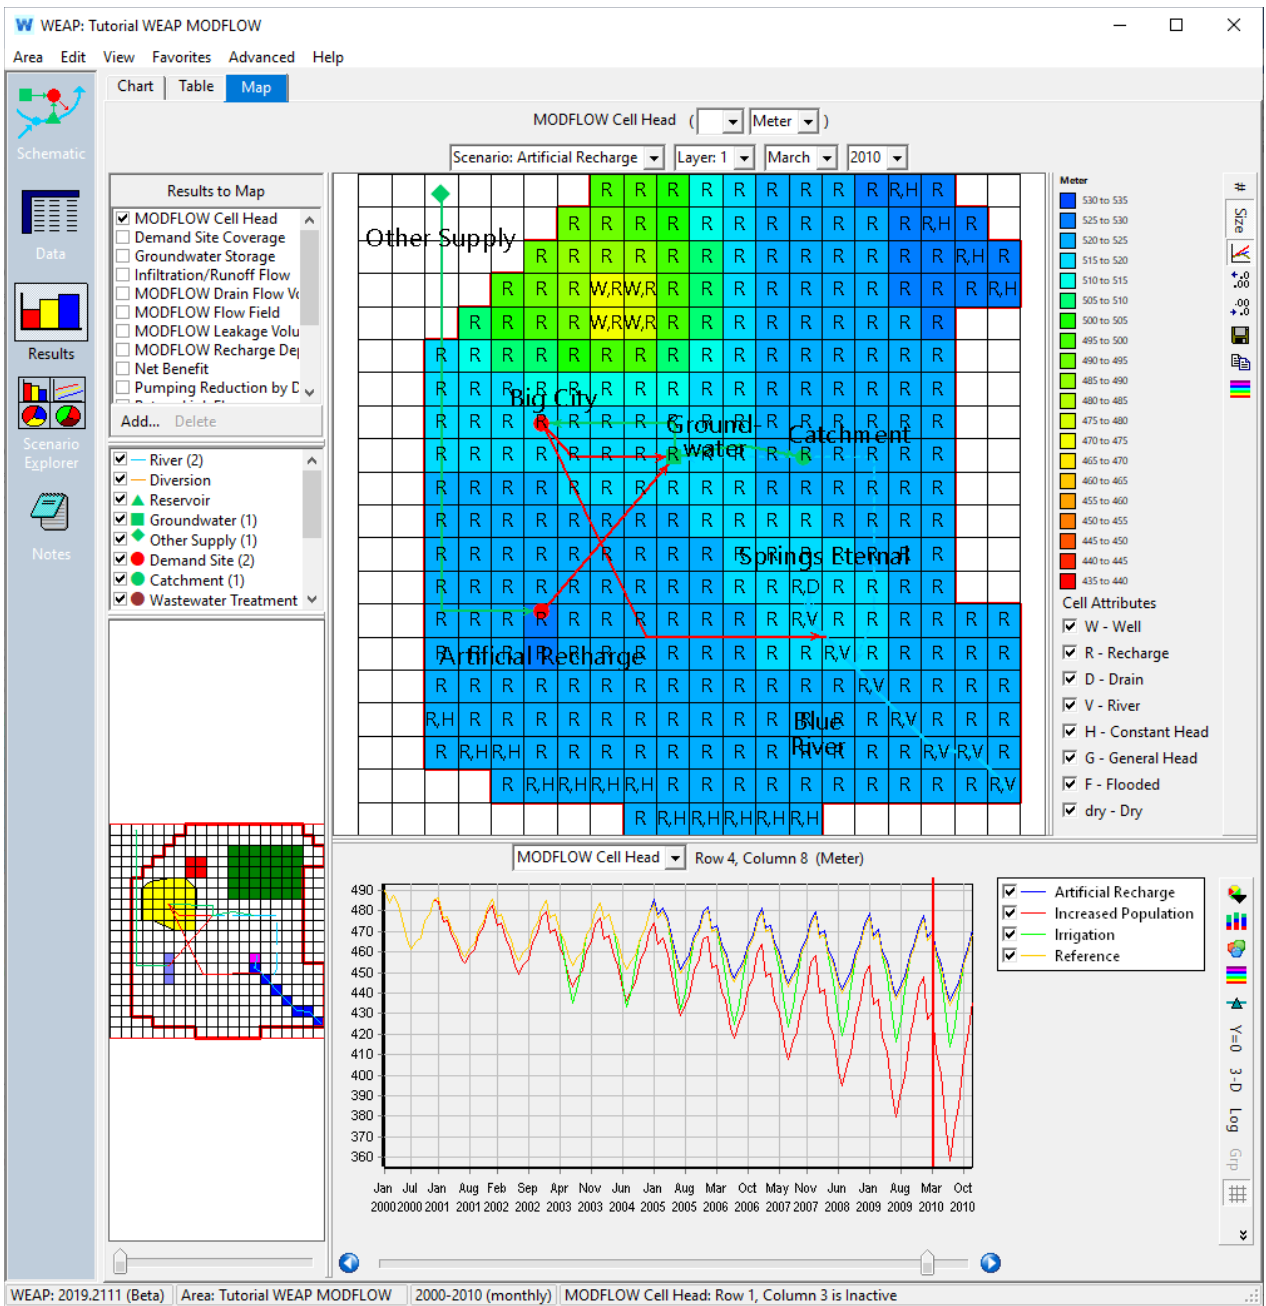 WEAP: Tutorial WEAP MODFLOW
Area Edit View Favorites Advanced Help
Chart Table Map
MODFLOW Cell Head ( Meter )
Scenario: Artificial Recharge Layer: 1 March 2010
Schematic
Data
Results
Scenario
Explorer
Notes
Results to Map
MODFLOW Cell Head
Demand Site Coverage
Groundwater Storage
Infiltration/Runoff Flow
MODFLOW Drain Flow Vo
MODFLOW Flow Field
MODFLOW Leakage Volu
MODFLOW Recharge Dep
Net Benefit
Pumping Reduction by D
Add... Delete
River (2)
Diversion
Reservoir
Groundwater (1)
Other Supply (1)
Demand Site (2)
Catchment (1)
Wastewater Treatment
Other Supply
Big City
Ground-
water
Catchment
Springs Eternal
Artificial Recharge
Blue
River
Meter
530 to 535
525 to 530
520 to 525
515 to 520
510 to 515
505 to 510
500 to 505
495 to 500
490 to 495
485 to 490
480 to 485
475 to 480
470 to 475
465 to 470
460 to 465
455 to 460
450 to 455
445 to 450
440 to 445
435 to 440
Cell Attributes
W - Well
R - Recharge
D - Drain
V - River
H - Constant Head
G - General Head
F - Flooded
dry - Dry
#
Size
MODFLOW Cell Head Row 4, Column 8 (Meter)
490
480
470
460
450
440
430
420
410
400
390
380
370
360
Jan Jul Jan Aug Feb Sep Apr Nov Jun Jan Aug Mar Oct May Nov Jun Jan Aug Mar Oct
2000 2000 2001 2001 2002 2002 2003 2003 2004 2005 2005 2006 2006 2007 2007 2008 2009 2009 2010 2010
Artificial Recharge
Increased Population
Irrigation
Reference
Y=0
3-D
Log
Grp
WEAP: 2019.2111 (Beta) Area: Tutorial WEAP MODFLOW 2000-2010 (monthly) MODFLOW Cell Head: Row 1, Column 3 is Inactive